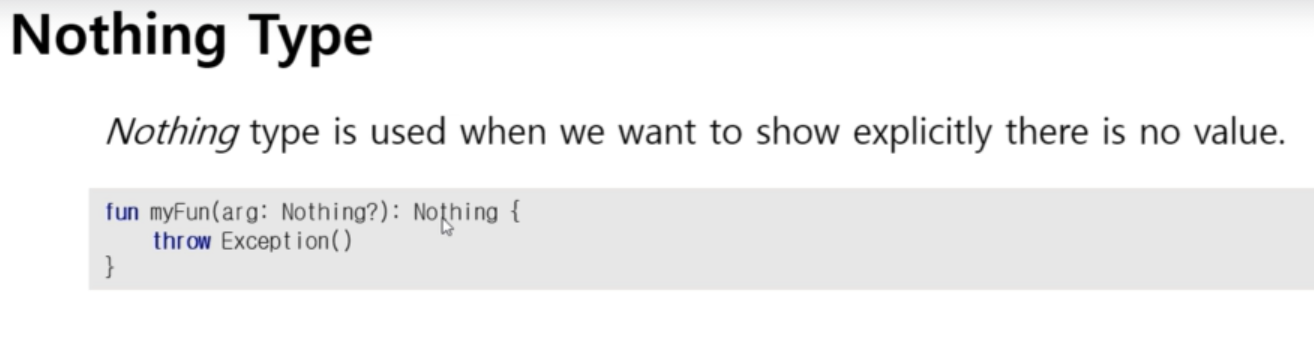 Nothing Type
Nothing type is used when we want to show explicitly there is no value.
fun myFun(arg: Nothing?): Nothing {
    throw Exception()
}